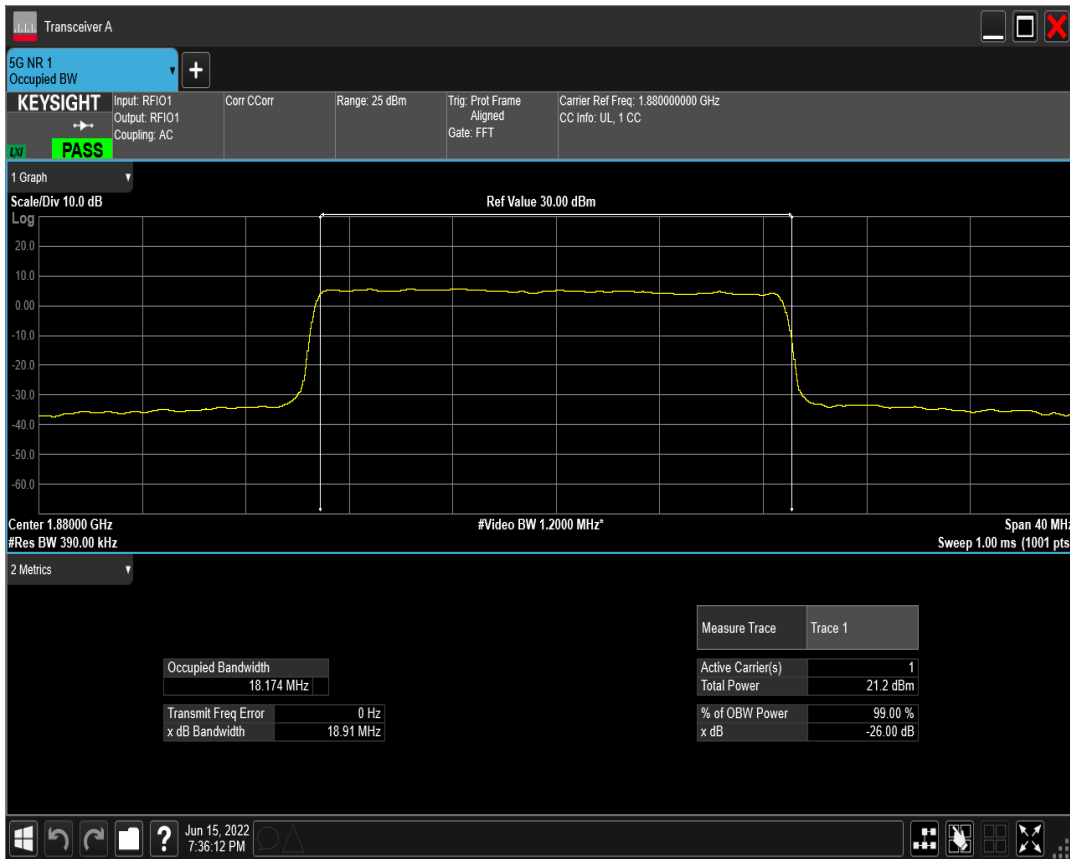 Transceiver A
5G NR 1
Occupied BW
KEYSIGHT
LXI
PASS
Input: RFIO1
Output: RFIO1
Coupling: AC
Corr CCorr
Range: 25 dBm
Trig: Prot Frame
Aligned
Gate: FFT
Carrier Ref Freq: 1.880000000 GHz
CC Info: UL, 1 CC
1 Graph
Scale/Div 10.0 dB
Ref Value 30.00 dBm
Log
20.0
10.0
0.00
-10.0
-20.0
-30.0
-40.0
-50.0
-60.0
Center 1.88000 GHz
#Video BW 1.2000 MHz*
Span 40 MHz
#Res BW 390.00 kHz
Sweep 1.00 ms (1001 pts
2 Metrics
Measure Trace Trace 1
Occupied Bandwidth
18.174 MHz
Active Carrier(s) 1
Total Power 21.2 dBm
Transmit Freq Error 0 Hz
x dB Bandwidth 18.91 MHz
% of OBW Power 99.00 %
x dB -26.00 dB
Jun 15, 2022
7:36:12 PM